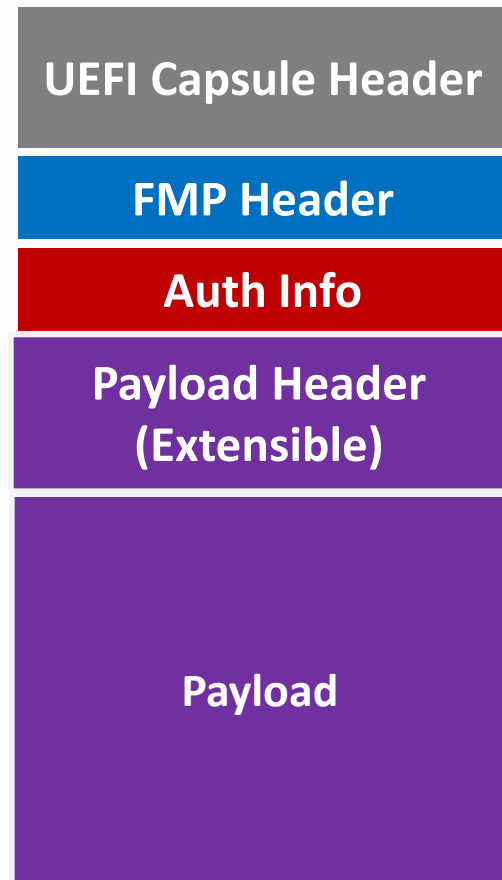 UEFI Capsule Header
FMP Header
Auth Info
Payload Header
(Extensible)
Payload